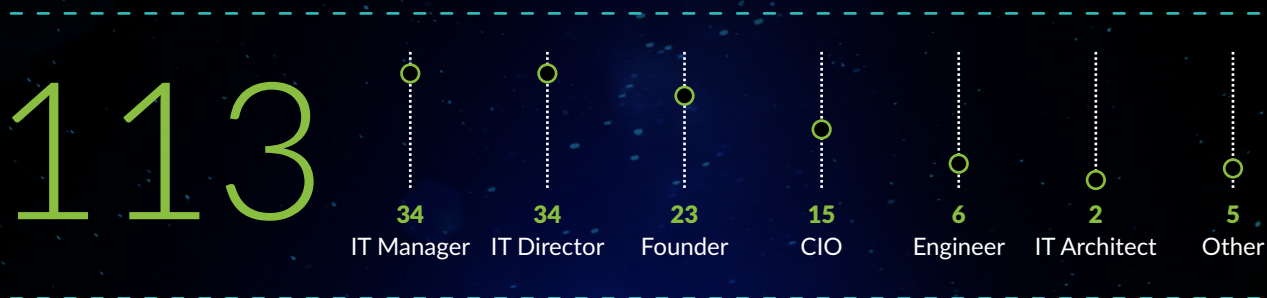 113
34 34 23 15 6 2 5
IT Manager IT Director Founder CIO Engineer IT Architect Other